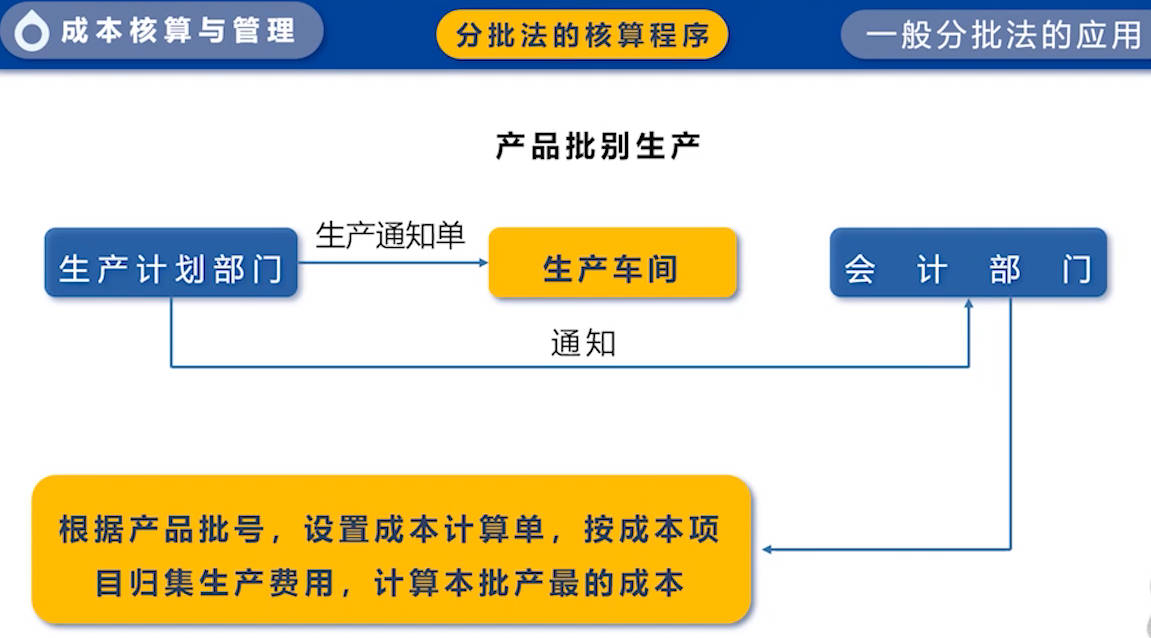 成本核算与管理
分批法的核算程序
一般分批法的应用
产品批别生产
生产计划部门
生产通知单
生产车间
会计部门
通知
根据产品批号，设置成本计算单，按成本项
目归集生产费用，计算本批产最的成本